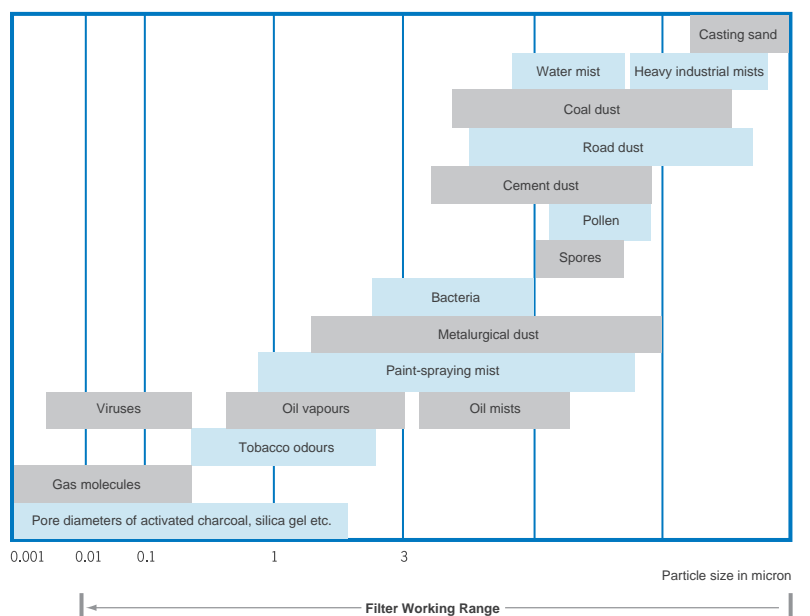 Casting sand
Water mist
Heavy industrial mists
Coal dust
Road dust
Cement dust
Pollen
Spores
Bacteria
Metalurgical dust
Paint-spraying mist
Viruses
Oil vapours
Oil mists
Tobacco odours
Gas molecules
Pore diameters of activated charcoal, silica gel etc.
0.001 0.01 0.1 1 3
Particle size in micron
Filter Working Range